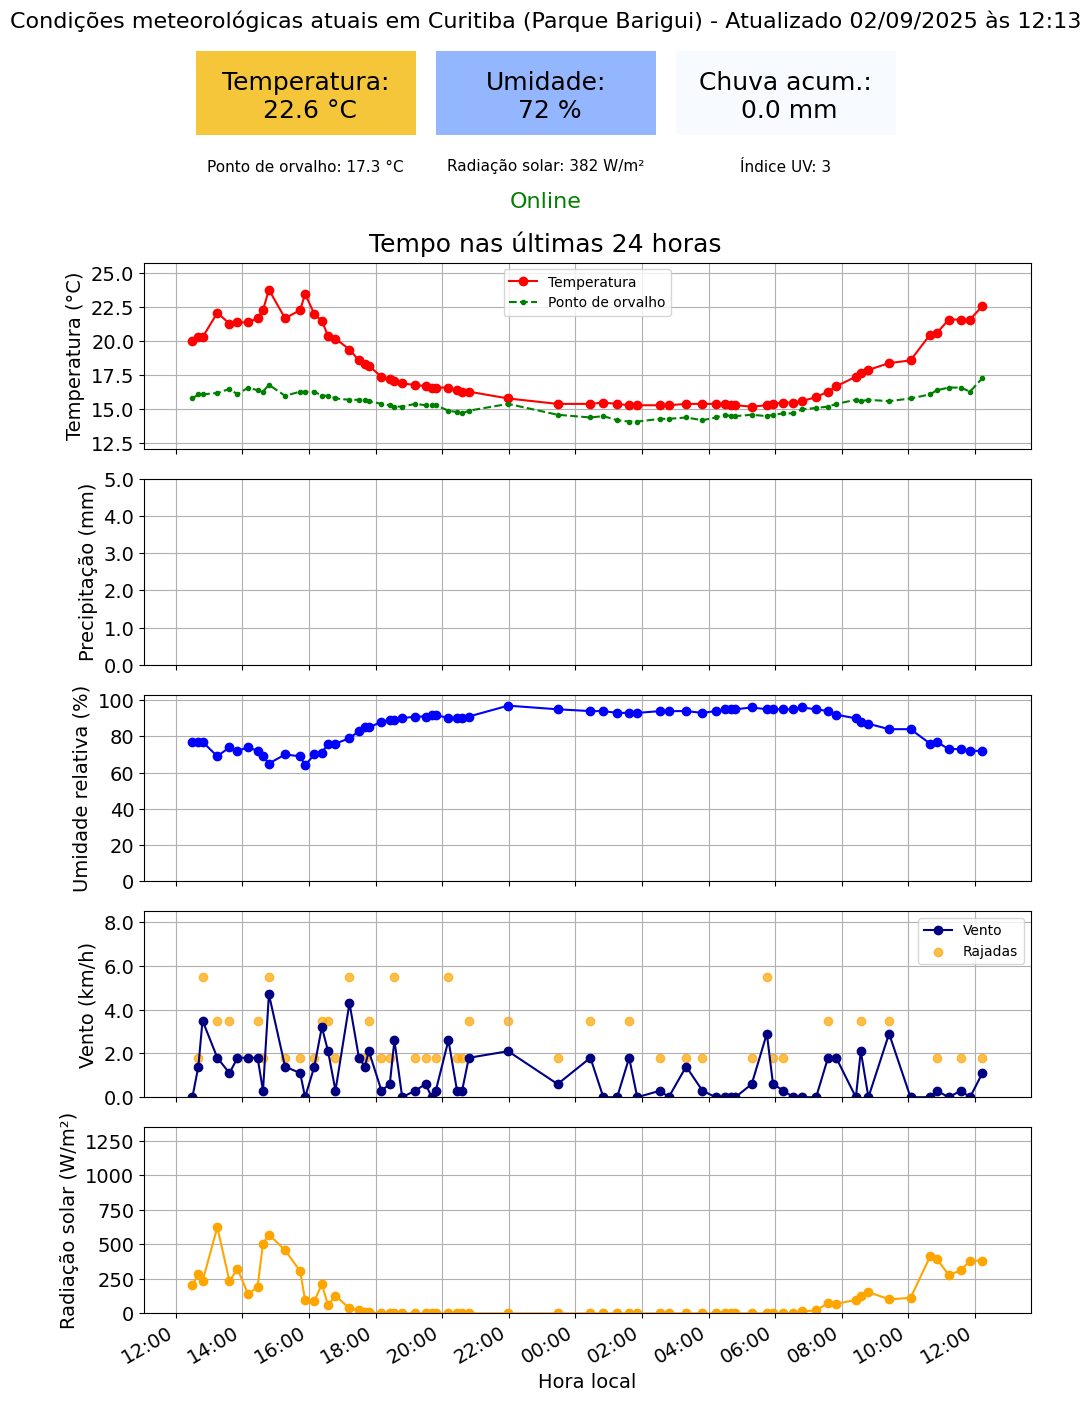 Condições meteorológicas atuais em Curitiba (Parque Barigui) - Atualizado 02/09/2025 às 12:13
Temperatura:
22.6 °C
Umidade:
72 %
Chuva acum.:
0.0 mm
Ponto de orvalho: 17.3 °C
Radiação solar: 382 W/m²
Índice UV: 3
Online
Tempo nas últimas 24 horas
Temperatura (°C)
25.0
22.5
20.0
17.5
15.0
12.5
Temperatura
Ponto de orvalho
Precipitação (mm)
5.0
4.0
3.0
2.0
1.0
0.0
Umidade relativa (%)
100
80
60
40
20
0
Vento (km/h)
8.0
6.0
4.0
2.0
0.0
Vento
Rajadas
Radiação solar (W/m²)
1250
1000
750
500
250
0
12:00
14:00
16:00
18:00
20:00
22:00
00:00
02:00
04:00
06:00
08:00
10:00
12:00
Hora local